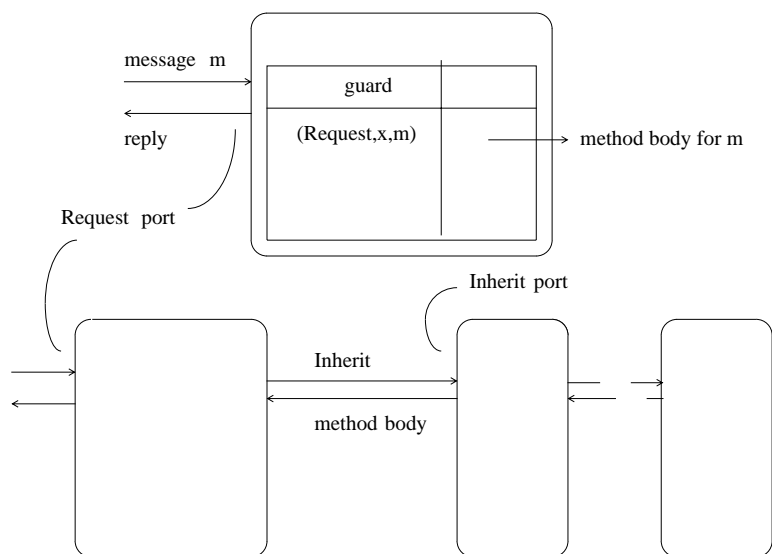 message m
guard
reply
(Request,x,m)
method body for m
Request port
Inherit port
Inherit
method body